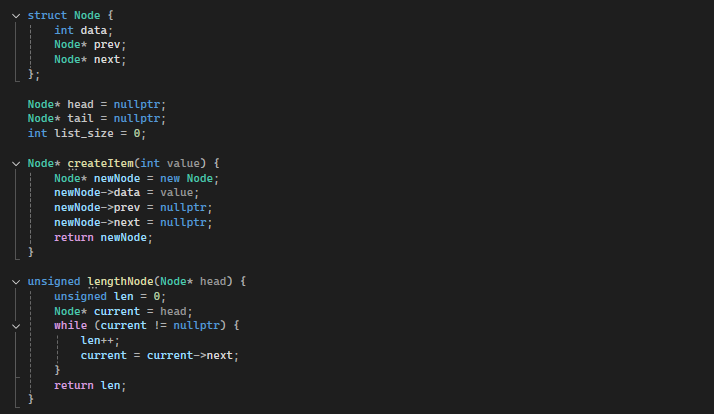 struct Node {
    int data;
    Node* prev;
    Node* next;
};

Node* head = nullptr;
Node* tail = nullptr;
int list_size = 0;

Node* createItem(int value) {
    Node* newNode = new Node;
    newNode->data = value;
    newNode->prev = nullptr;
    newNode->next = nullptr;
    return newNode;
}

unsigned lengthNode(Node* head) {
    unsigned len = 0;
    Node* current = head;
    while (current != nullptr) {
        len++;
        current = current->next;
    }
    return len;
}